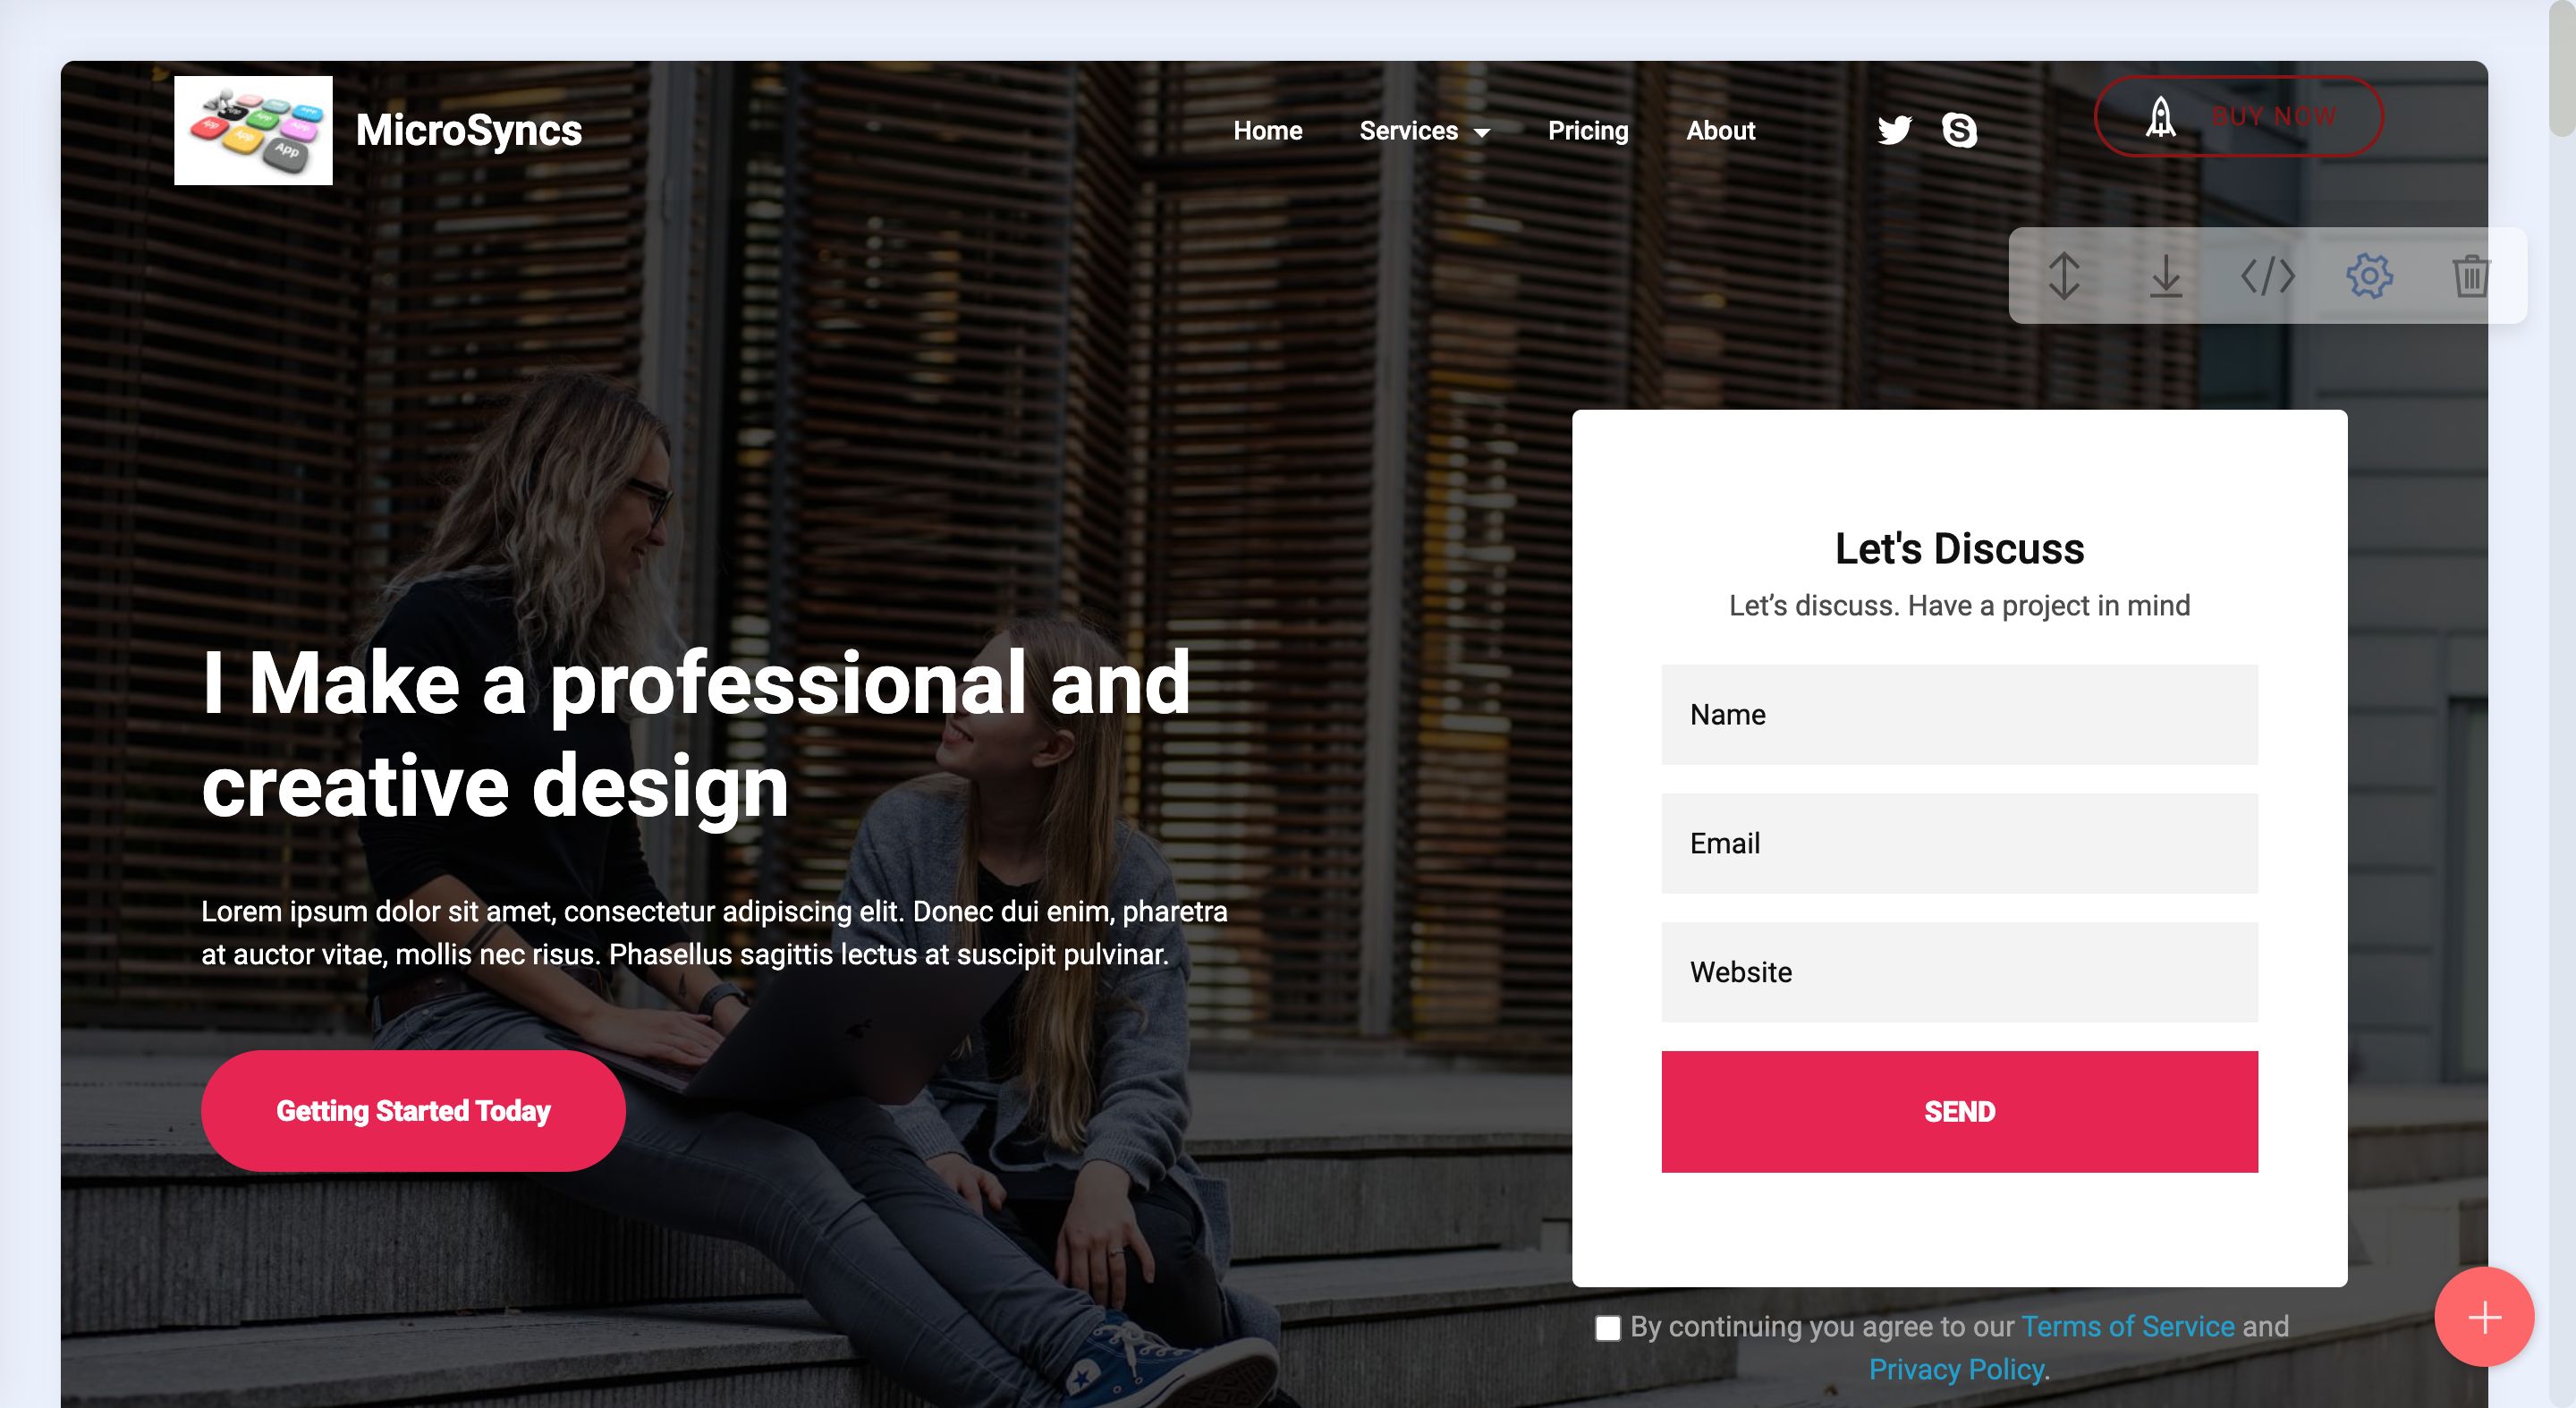 MicroSyncs
Home
Services
Pricing
About
BUY NOW
I Make a professional and
creative design
Lorem ipsum dolor sit amet, consectetur adipiscing elit. Donec dui enim, pharetra
at auctor vitae, mollis nec risus. Phasellus sagittis lectus at suscipit pulvinar.
Getting Started Today
Let's Discuss
Let’s discuss. Have a project in mind
Name
Email
Website
SEND
By continuing you agree to our Terms of Service and
Privacy Policy.